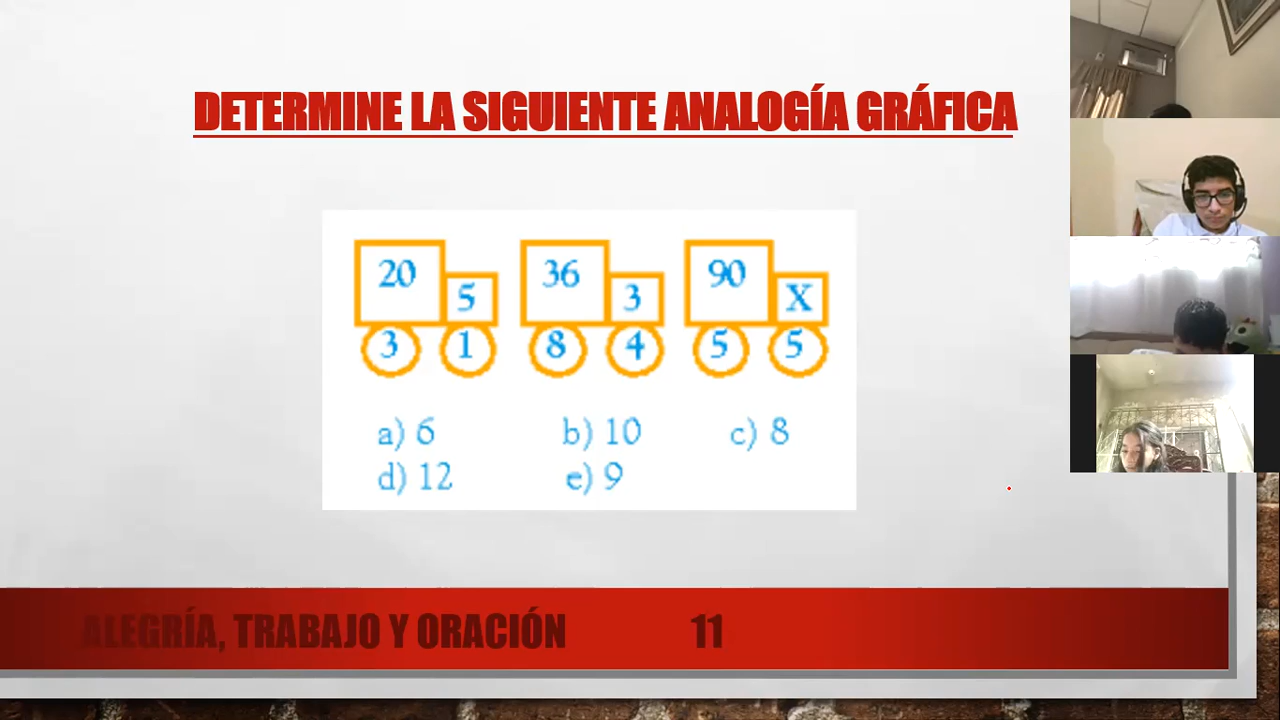 DETERMINE LA SIGUIENTE ANALOGÍA GRÁFICA
20 5 36 3 90 X
3 1 8 4 5 5
a) 6 b) 10 c) 8
d) 12 e) 9
ALEGRÍA, TRABAJO Y ORACIÓN 11